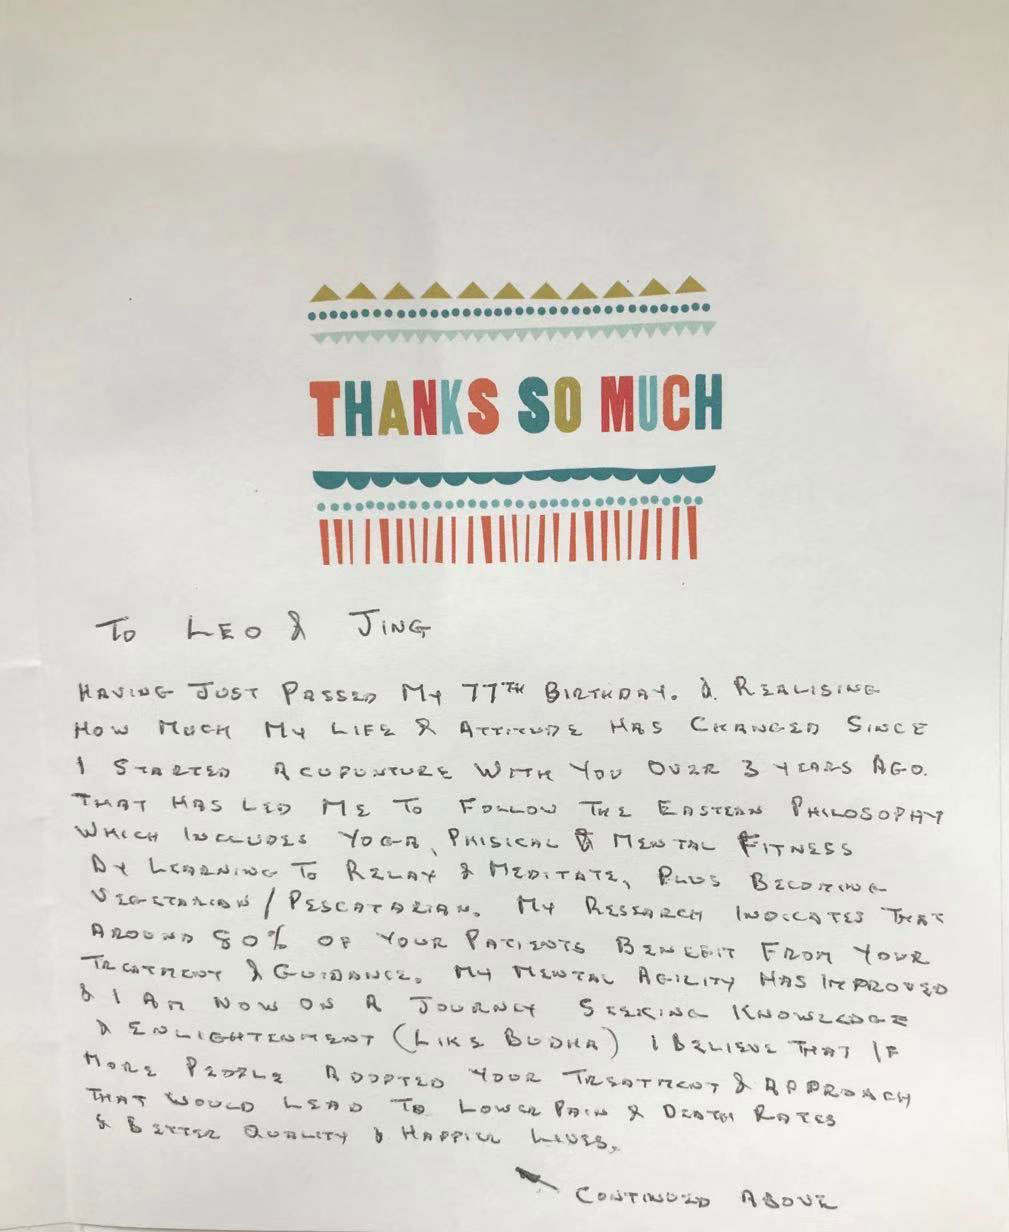 THANKS SO MUCH
TO LEO & JING
HAVING JUST PASSED MY 77TH BIRTHDAY. & REALISING
HOW MUCH MY LIFE & ATTITUDE HAS CHANGED SINCE
I STARTED ACUPUNTURE WITH YOU OVER 3 YEARS AGO.
THAT HAS LED ME TO FOLLOW THE EASTERN PHILOSOPHY
WHICH INCLUDES YOGA, PHISICAL & MENTAL FITNESS
BY LEARNING TO RELAX & MEDITATE, PLUS BECOMING
VEGETARIAN / PESCATARIAN. MY RESEARCH INDICATES THAT
AROUND 80% OF YOUR PATIENTS BENEFIT FROM YOUR
TREATMENT & GUIDANCE. MY MENTAL AGILITY HAS IMPROVED
& I AM NOW ON A JOURNEY SEEKING KNOWLEDGE
& ENLIGHTENMENT (LIKE BUDHA) I BELIEVE THAT IF
MORE PEOPLE ADOPTED YOUR TREATMENT & APPROACH
THAT WOULD LEAD TO LOWER PAIN & DEATH RATES
& BETTER QUALITY & HAPPIER LIVES.
CONTINUED ABOVE